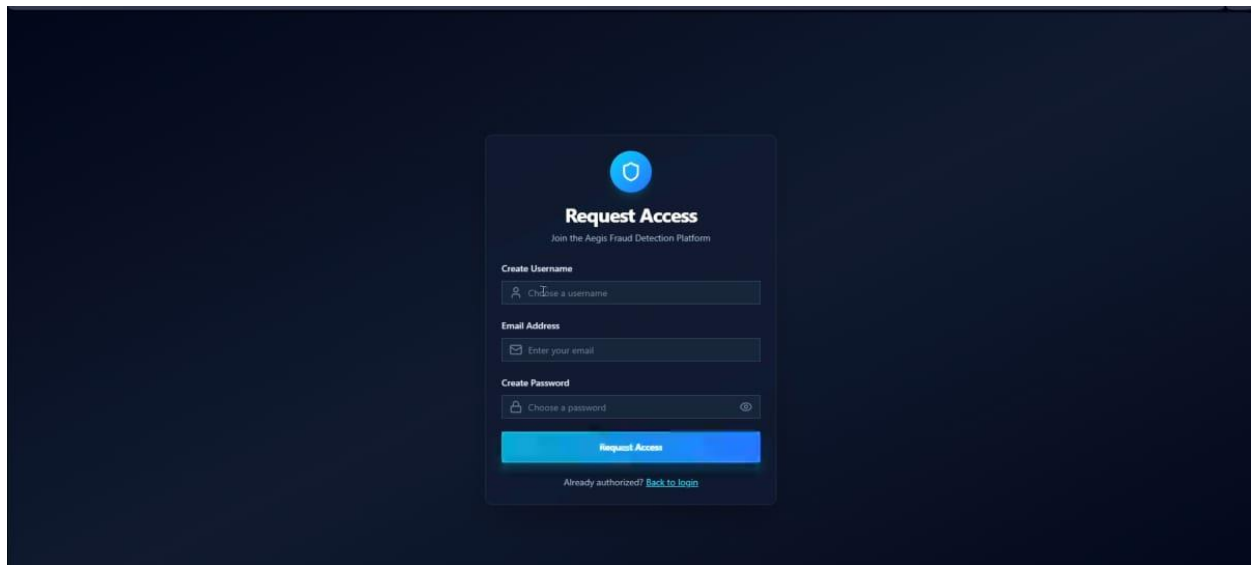 Request Access
Join the Aegis Fraud Detection Platform
Create Username
Choose a username
Email Address
Enter your email
Create Password
Choose a password
Request Access
Already authorized? Back to login